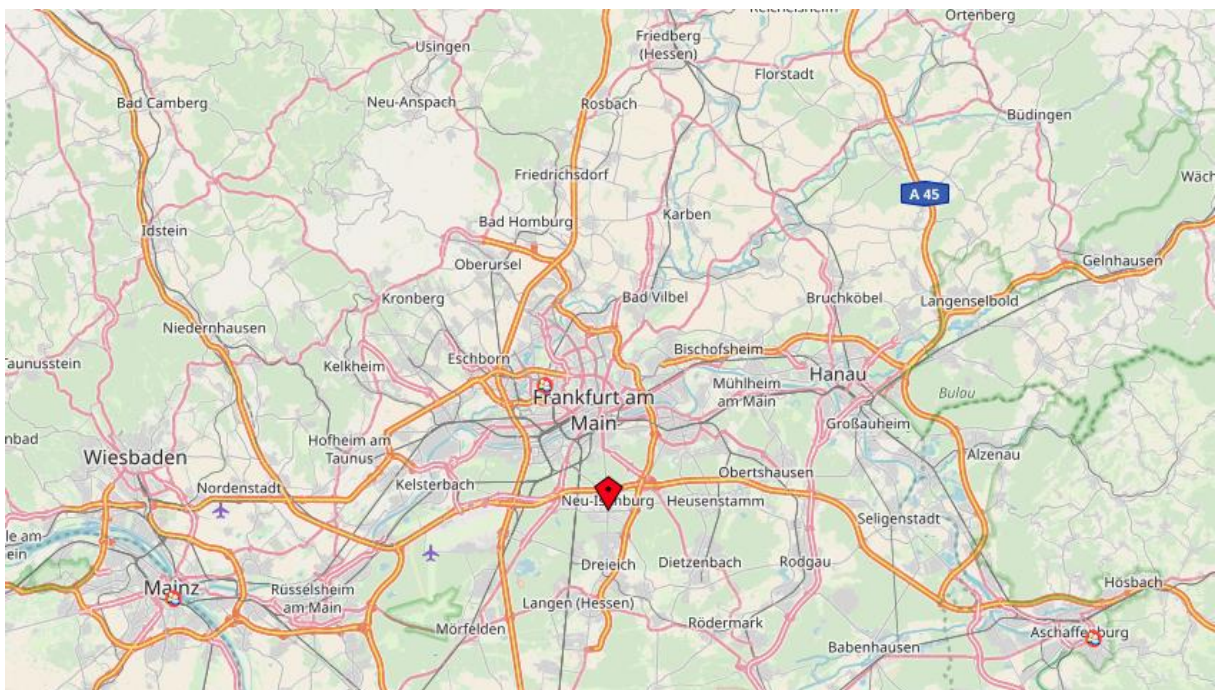 Ortenberg
Usingen
Friedberg
(Hessen)
Florstadt
Bad Camberg
Neu-Anspach
Rosbach
Büdingen
Friedrichsdorf
Wäch
A 45
Idstein
Bad Homburg
Karben
Oberursel
Gelnhausen
Kronberg
Bad Vilbel
Bruchköbel
Langenselbold
Niedernhausen
Taunusstein
Kelkheim
Eschborn
Bischofsheim
Mühlheim
am Main
Hanau
Bulau
Frankfurt am
Main
Großauheim
Hofheim am
Taunus
Wiesbaden
Alzenau
Nordenstadt
Kelsterbach
Obertshausen
Heusenstamm
Seligenstadt
Dreieich
Dietzenbach
Rodgau
Mainz
Rüsselsheim
am Main
Langen (Hessen)
Hösbach
Mörfelden
Rödermark
Babenhausen